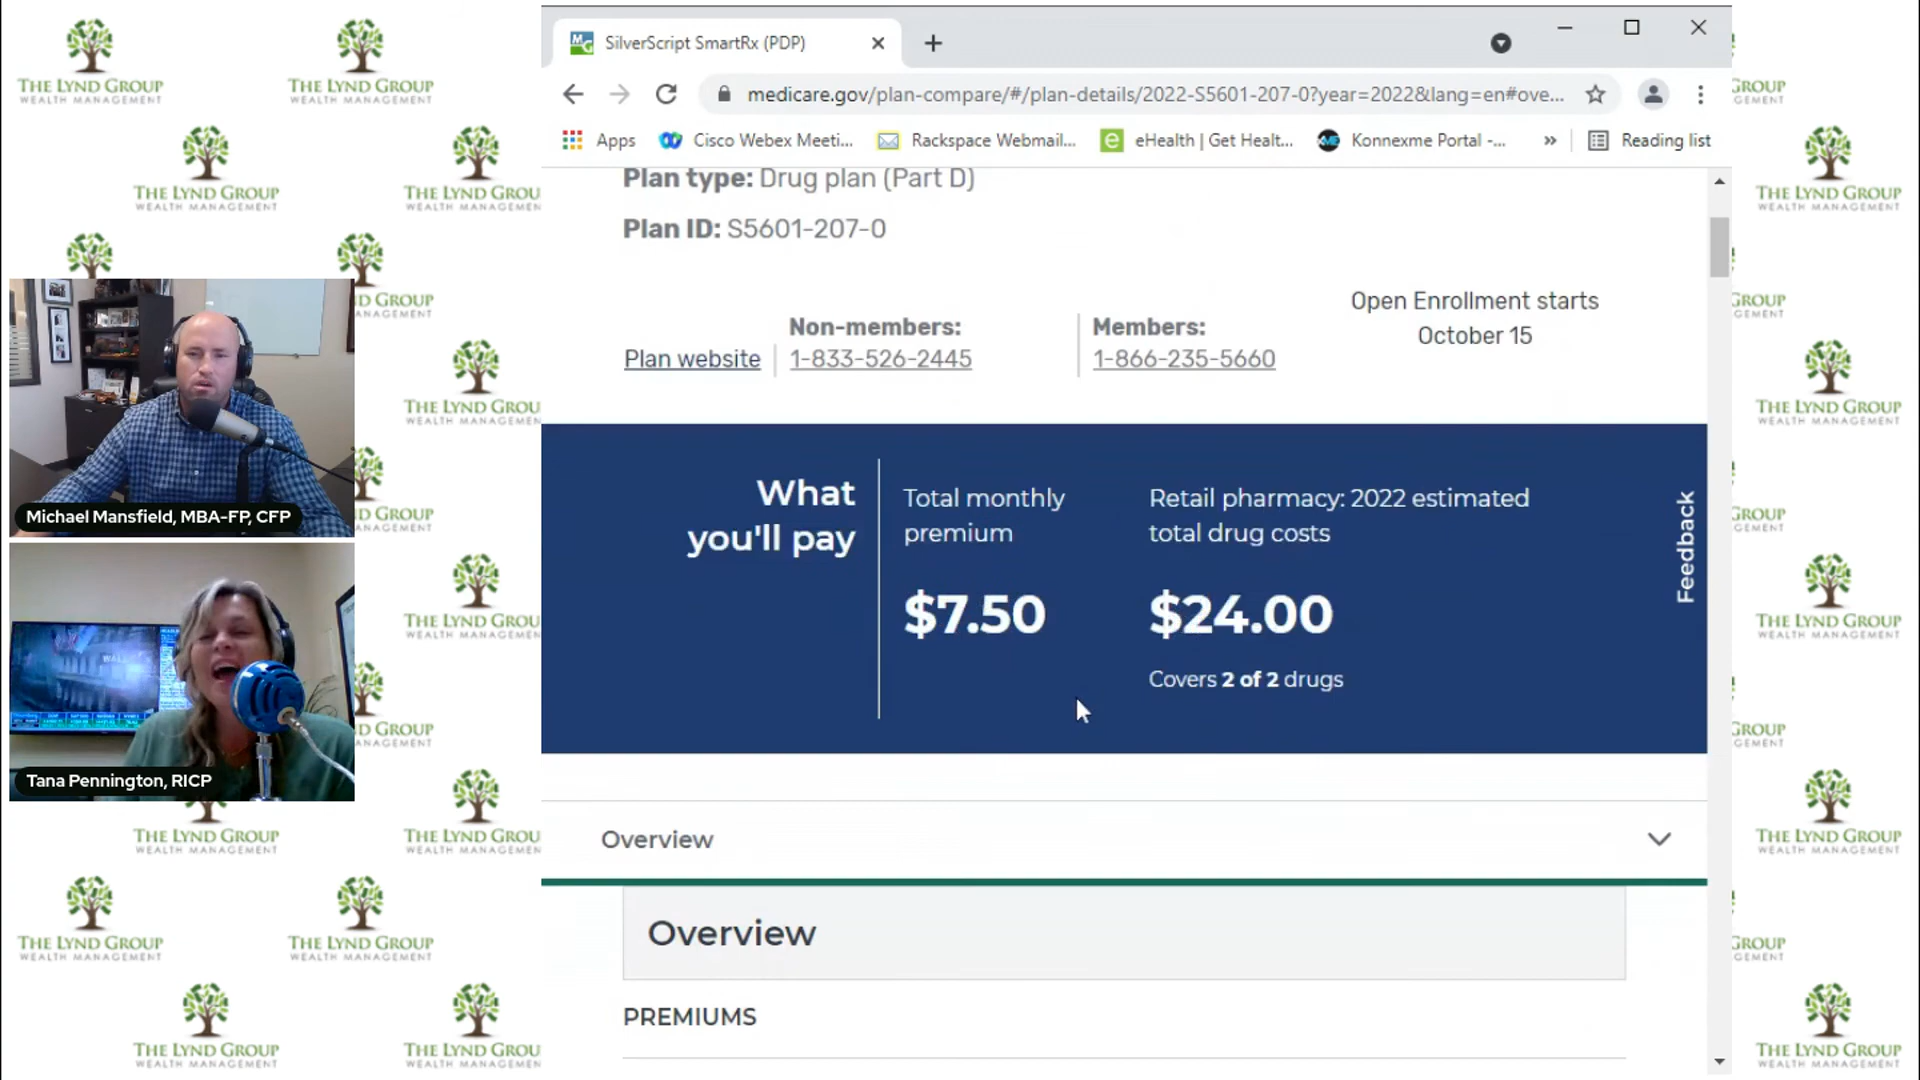 THE LYND GROUP
WEALTH MANAGEMENT
Michael Mansfield, MBA-FP, CFP
Tana Pennington, RICP
SilverScript SmartRx (PDP)
medicare.gov/plan-compare/#/plan-details/2022-S5601-207-0?year=2022&lang=en#ove...
Apps
Cisco Webex Meeti...
Rackspace Webmail...
eHealth | Get Healt...
Konnexme Portal -...
»
Reading list
Plan type: Drug plan (Part D)
Plan ID: S5601-207-0
Plan website
Non-members:
1-833-526-2445
Members:
1-866-235-5660
Open Enrollment starts
October 15
What
you'll pay
Total monthly
premium
$7.50
Retail pharmacy: 2022 estimated
total drug costs
$24.00
Covers 2 of 2 drugs
Feedback
Overview
Overview
PREMIUMS